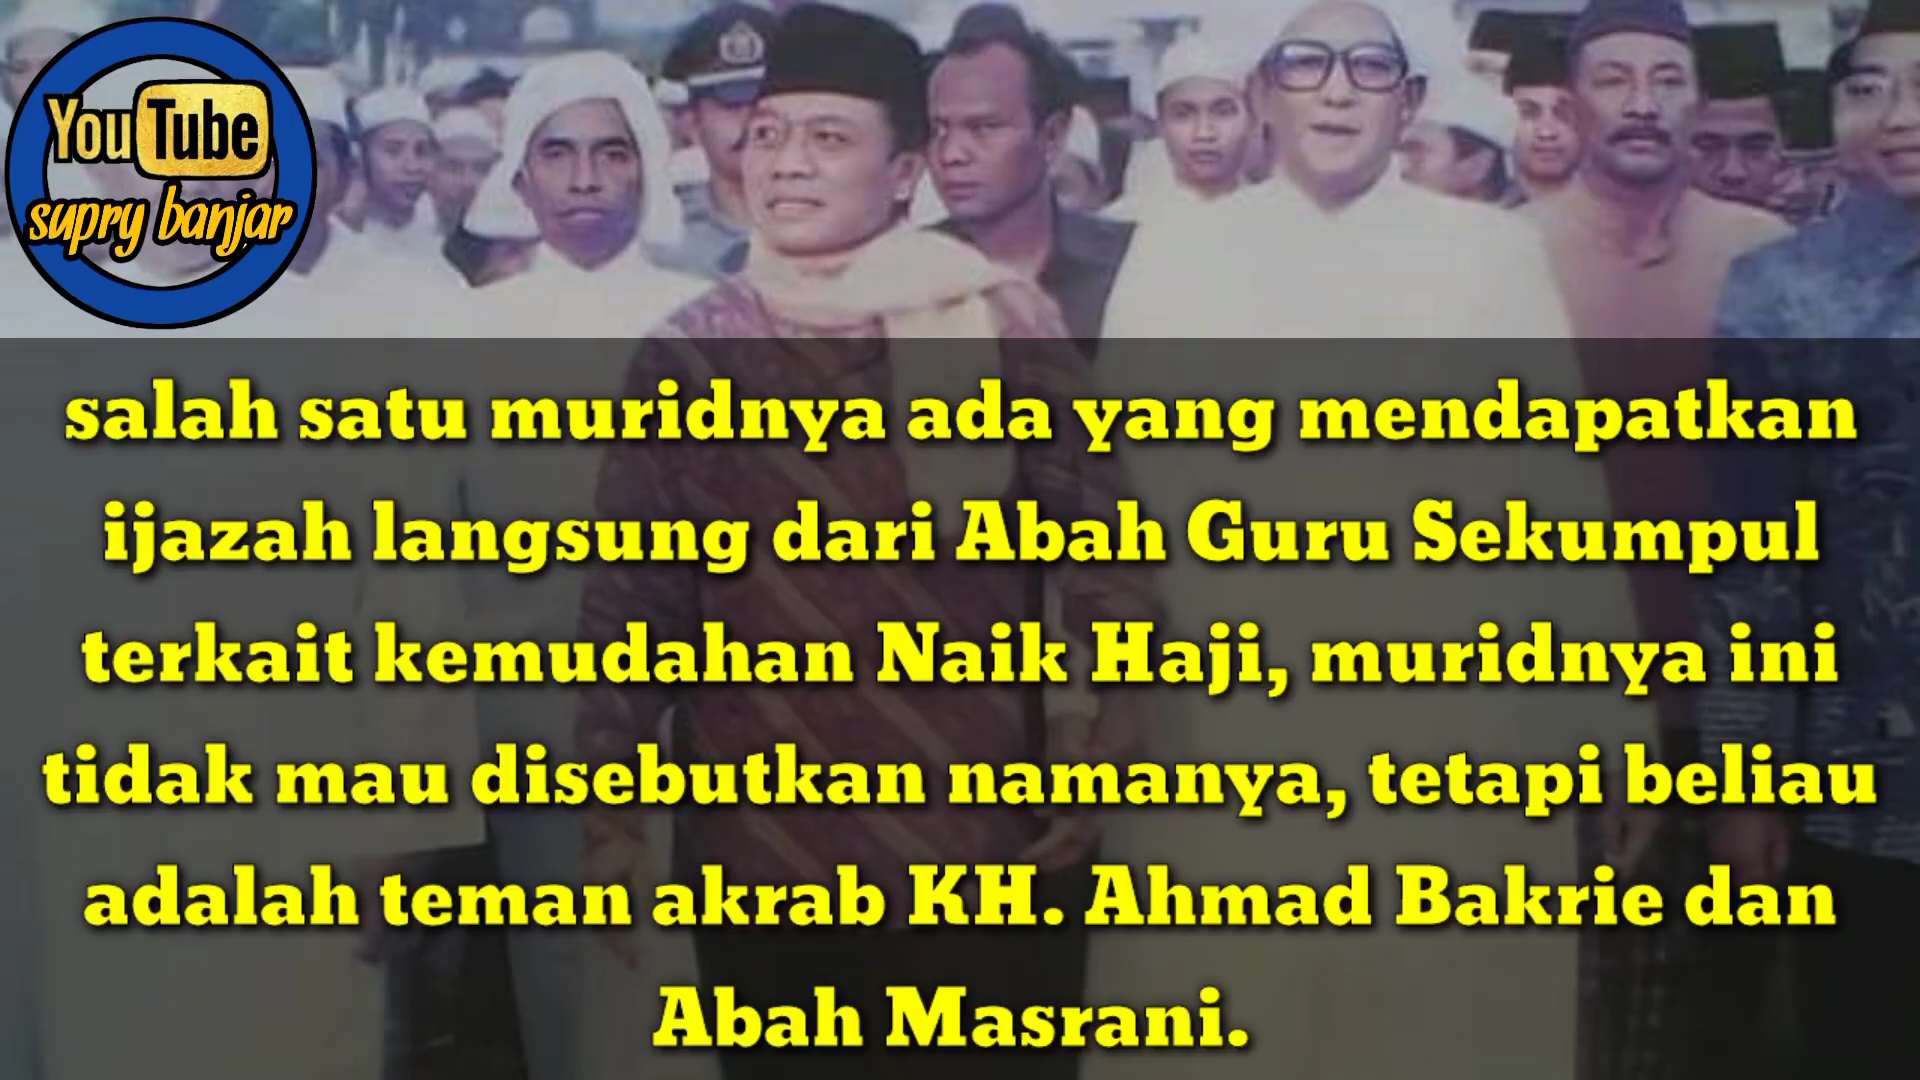 YouTube
supry banjar
salah satu muridnya ada yang mendapatkan
ijazah langsung dari Abah Guru Sekumpul
terkait kemudahan Naik Haji, muridnya ini
tidak mau disebutkan namanya, tetapi beliau
adalah teman akrab KH. Ahmad Bakrie dan
Abah Masrani.